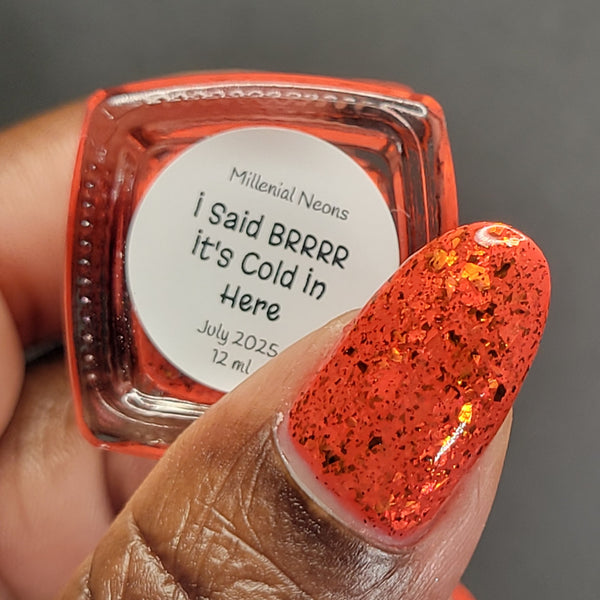 Millenial Neons
i Said BRRRR
it's Cold in
Here
July 2025
12 ml